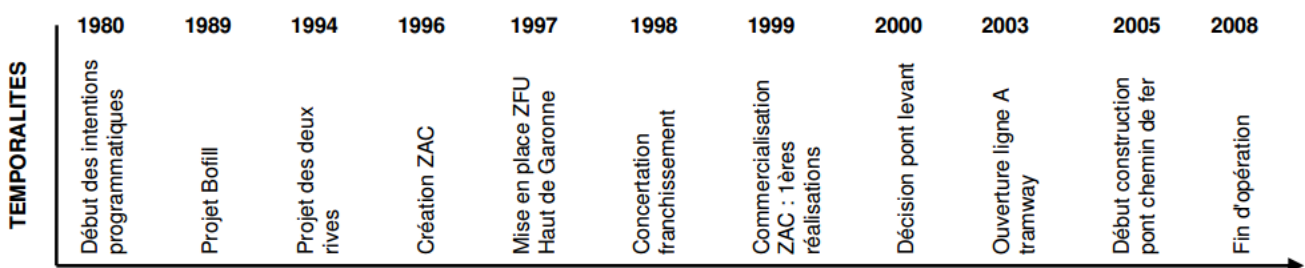 TEMPORALITES
1980
1989
1994
1996
1997
1998
1999
2000
2003
2005
2008
Début des intentions
programmatiques
Projet Bofill
Projet des deux
rives
Création ZAC
Mise en place ZFU
Haut de Garonne
Concertation
franchissement
Commercialisation
ZAC : 1ères
réalisations
Décision pont levant
Ouverture ligne A
tramway
Début construction
pont chemin de fer
Fin d'opération